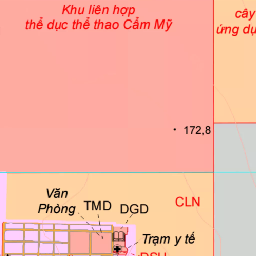 Khu liên hợp
thể dục thể thao Cẩm Mỹ
cây
ứng dụ
172,8
Văn
Phòng
TMD
DGD
CLN
Trạm y tế
DSH